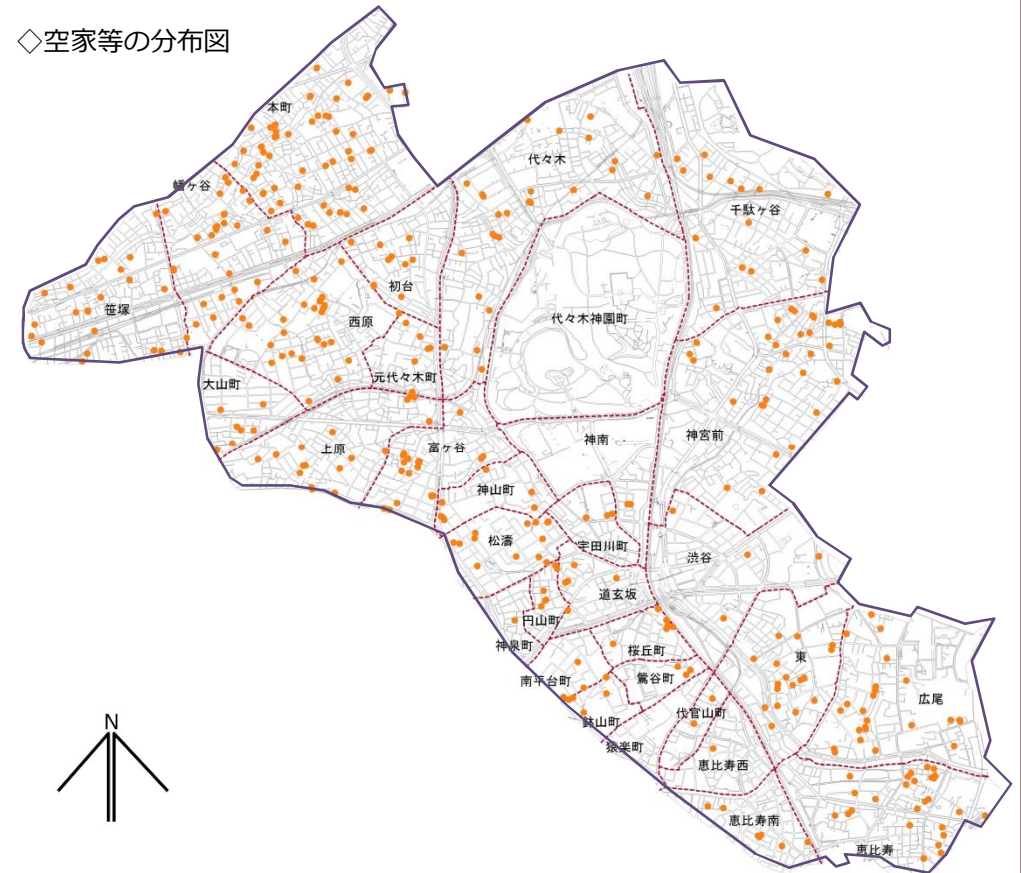 ◇空家等の分布図
本町
代々木
幡ヶ谷
千駄ヶ谷
初台
笹塚
西原
代々木神園町
元代々木町
大山町
神南
神宮前
上原
富ヶ谷
神山町
松濤
宇田川町
渋谷
道玄坂
円山町
神泉町
桜丘町
東
南平台町
鶯谷町
広尾
鉢山町
代官山町
猿楽町
恵比寿西
恵比寿南
恵比寿
N